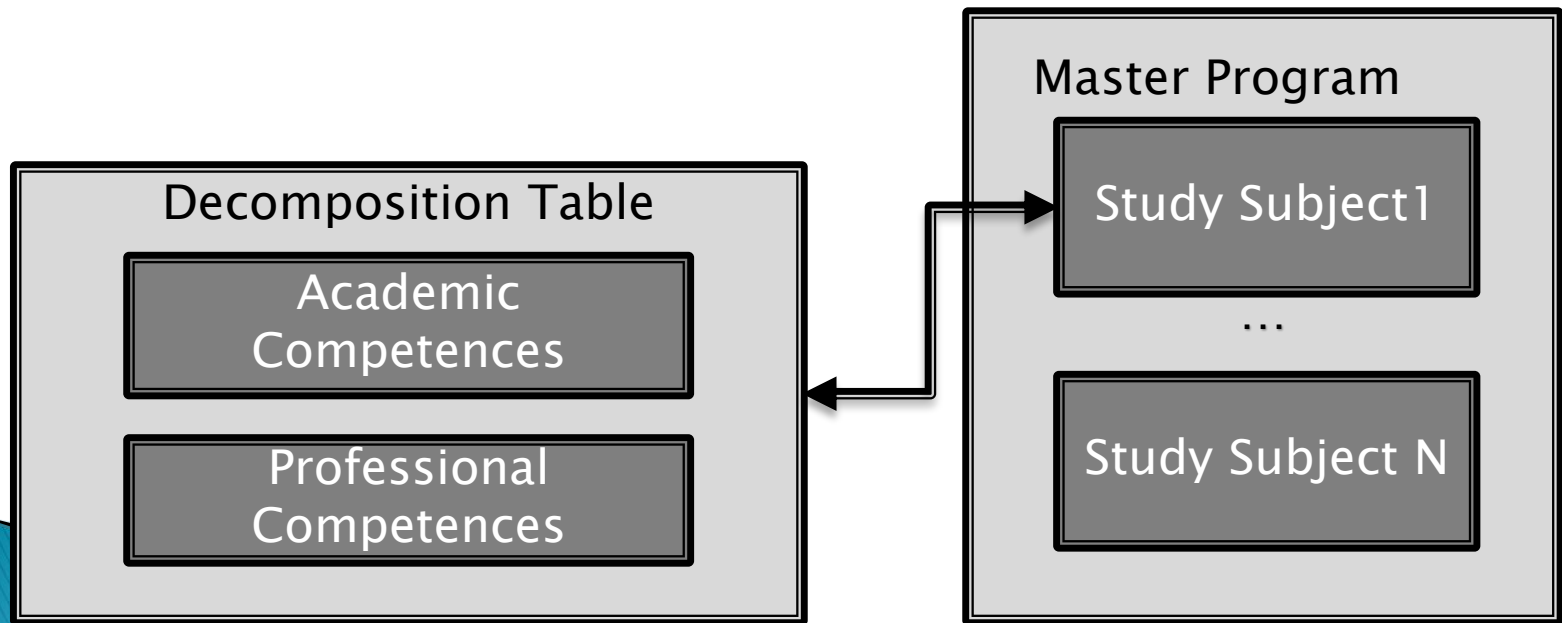 Decomposition Table
Academic
Competences
Professional
Competences
Master Program
Study Subject1
...
Study Subject N